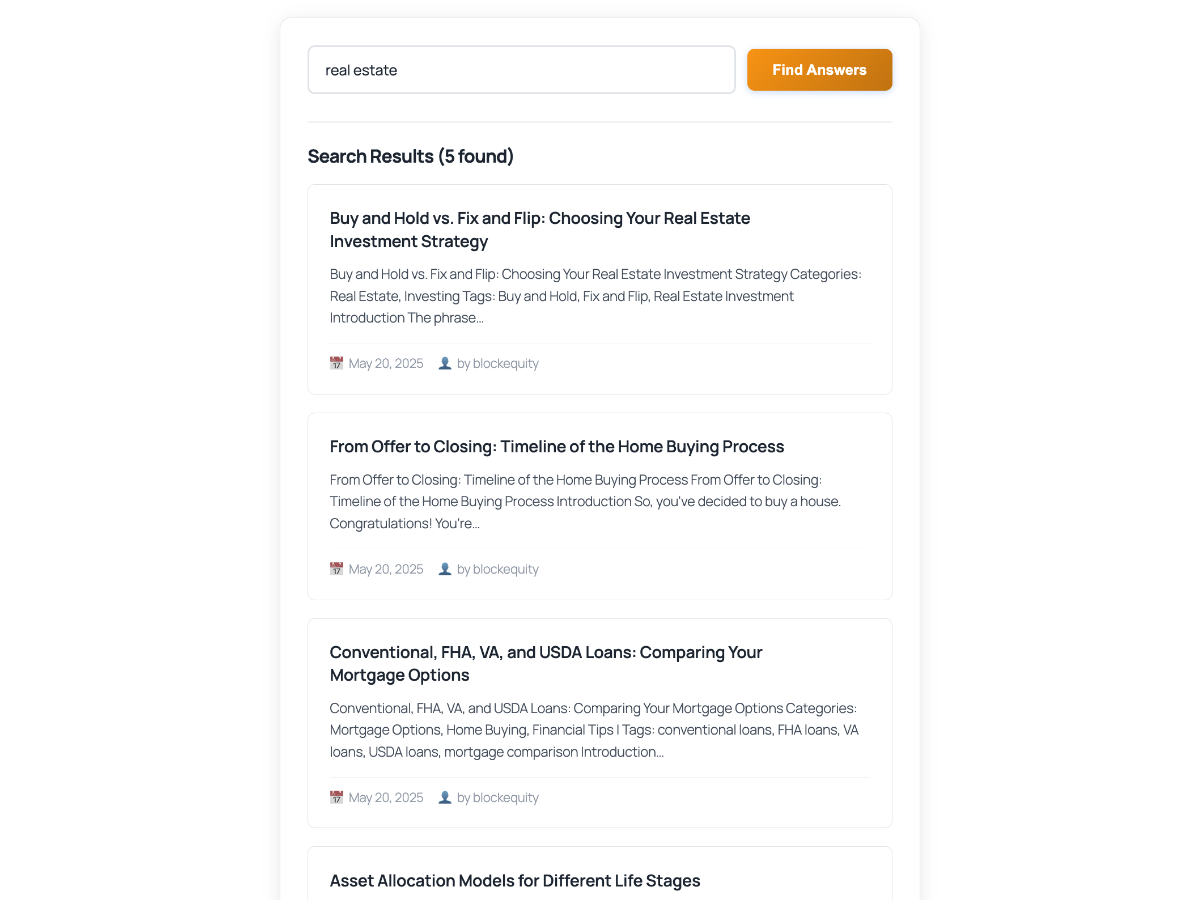 real estate
Find Answers
Search Results (5 found)
Buy and Hold vs. Fix and Flip: Choosing Your Real Estate
Investment Strategy
Buy and Hold vs. Fix and Flip: Choosing Your Real Estate Investment Strategy Categories:
Real Estate, Investing Tags: Buy and Hold, Fix and Flip, Real Estate Investment
Introduction The phrase...
May 20, 2025 by blockequity
From Offer to Closing: Timeline of the Home Buying Process
From Offer to Closing: Timeline of the Home Buying Process From Offer to Closing:
Timeline of the Home Buying Process Introduction So, you've decided to buy a house.
Congratulations! You're...
May 20, 2025 by blockequity
Conventional, FHA, VA, and USDA Loans: Comparing Your
Mortgage Options
Conventional, FHA, VA, and USDA Loans: Comparing Your Mortgage Options Categories:
Mortgage Options, Home Buying, Financial Tips | Tags: conventional loans, FHA loans, VA
loans, USDA loans, mortgage comparison Introduction...
May 20, 2025 by blockequity
Asset Allocation Models for Different Life Stages